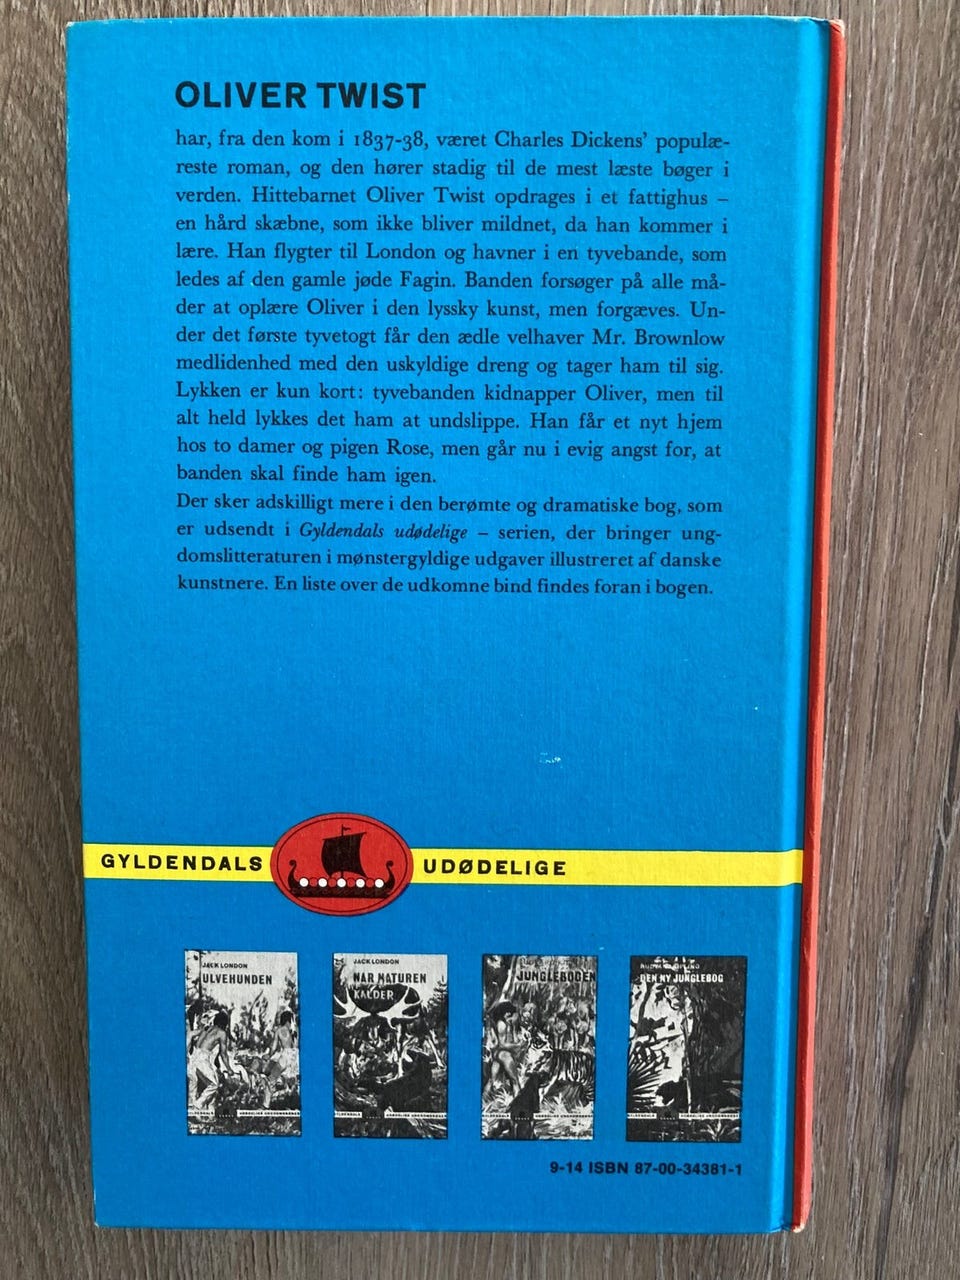 OLIVER TWIST
har, fra den kom i 1837-38, været Charles Dickens' populæ-
reste roman, og den hører stadig til de mest læste bøger i
verden. Hittebarnet Oliver Twist opdrages i et fattighus –
en hård skæbne, som ikke bliver mildnet, da han kommer i
lære. Han flygter til London og havner i en tyvebande, som
ledes af den gamle jøde Fagin. Banden forsøger på alle må-
der at oplære Oliver i den lyssky kunst, men forgæves. Un-
der det første tyvetogt får den ædle velhaver Mr. Brownlow
medlidenhed med den uskyldige dreng og tager ham til sig.
Lykken er kun kort: tyvebanden kidnapper Oliver, men til
alt held lykkes det ham at undslippe. Han får et nyt hjem
hos to damer og pigen Rose, men går nu i evig angst for, at
banden skal finde ham igen.
Der sker adskilligt mere i den berømte og dramatiske bog, som
er udsendt i Gyldendals udødelige – serien, der bringer ung-
domslitteraturen i mønstergyldige udgaver illustreret af danske
kunstnere. En liste over de udkomne bind findes foran i bogen.
GYLDENDALS UDØDELIGE
JACK LONDON
ULVEHUNDEN
JACK LONDON
NÅR NATUREN
KALDER
JUNGLEBOGEN
DEN NY JUNGLEBOG
9-14 ISBN 87-00-34381-1